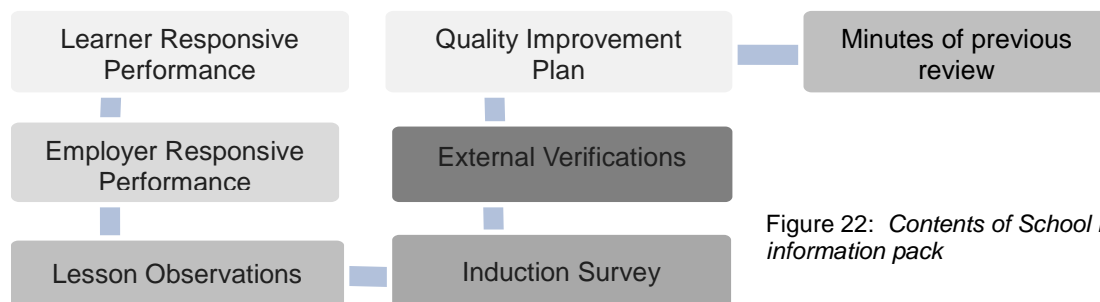 Learner Responsive
Performance
Employer Responsive
Performance
Lesson Observations
Induction Survey
External Verifications
Quality Improvement
Plan
Minutes of previous
review
Figure 22: Contents of School
information pack